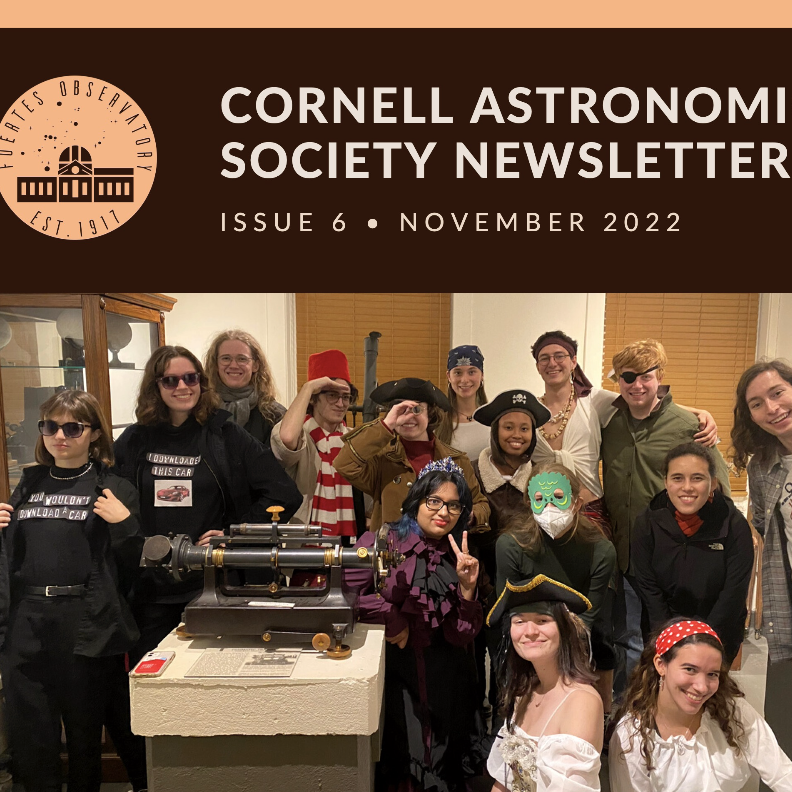 FUERTES OBSERVATORY
EST. 1917
CORNELL ASTRONOMI
SOCIETY NEWSLETTER
ISSUE 6 • NOVEMBER 2022
YOU WOULDN'T
DOWNLOAD A CAR
I DOWNLOADED
THIS CAR